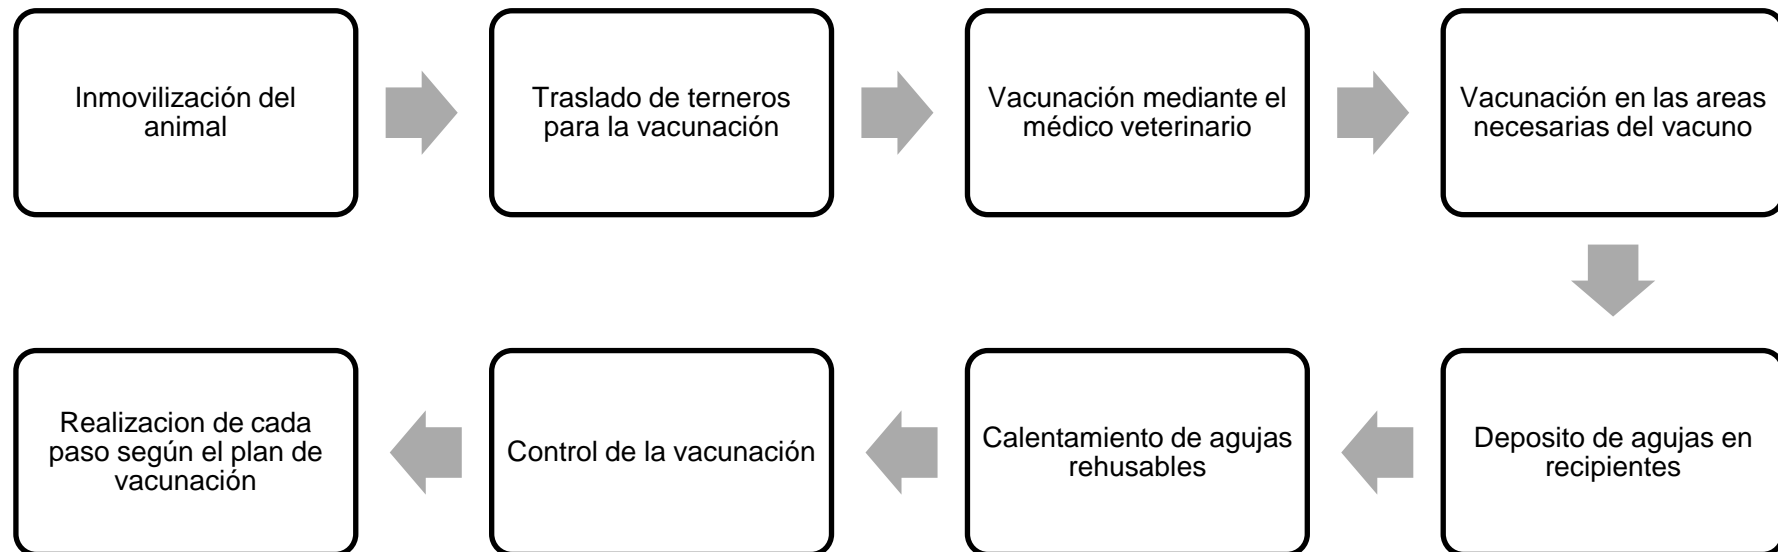 Inmovilización del
animal
Traslado de terneros
para la vacunación
Vacunación mediante el
médico veterinario
Vacunación en las areas
necesarias del vacuno
Deposito de agujas en
recipientes
Calentamiento de agujas
rehusables
Control de la vacunación
Realizacion de cada
paso según el plan de
vacunación